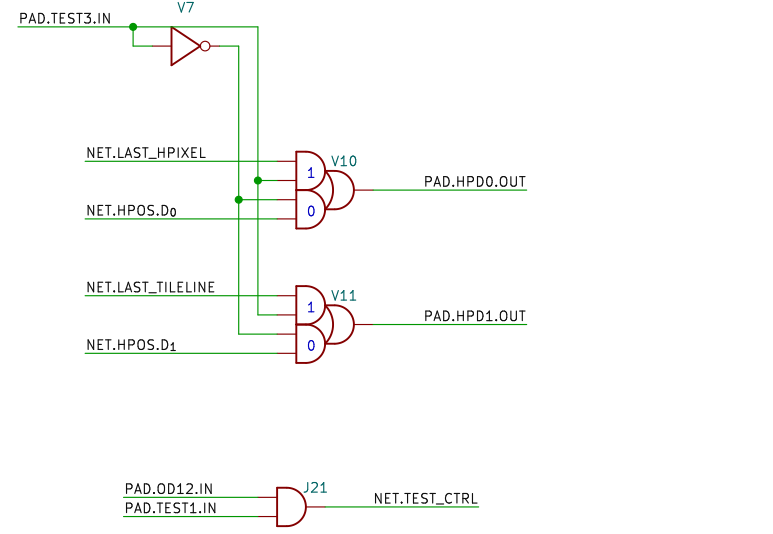 V7
PAD.TEST3.IN
NET.LAST_HPIXEL
V10
1
PAD.HPD0.OUT
NET.HPOS.D0
0
NET.LAST_TILELINE
V11
1
PAD.HPD1.OUT
NET.HPOS.D1
0
PAD.OD12.IN
J21
NET.TEST_CTRL
PAD.TEST1.IN